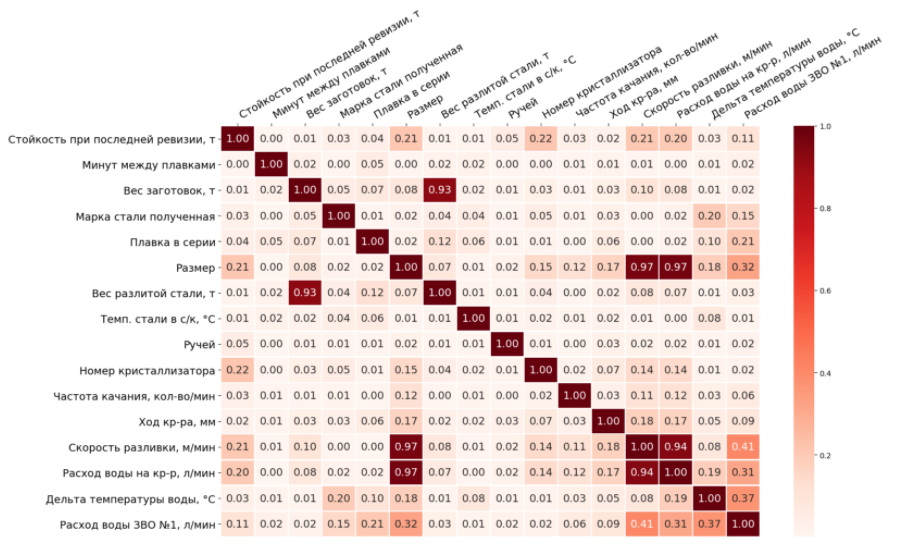 Стойкость при последней ревизии, т
Минут между плавками
Вес заготовок, т
Марка стали полученная
Плавка в серии
Размер
Вес разлитой стали, т
Темп. стали в с/к, °C
Ручей
Номер кристаллизатора
Частота качания, кол-во/мин
Ход кр-ра, мм
Скорость разливки, м/мин
Расход воды на кр-р, л/мин
Дельта температуры воды, °C
Расход воды ЗВО №1, л/мин
Стойкость при последней ревизии, т 1.00 0.00 0.01 0.03 0.04 0.21 0.01 0.01 0.05 0.22 0.03 0.02 0.21 0.20 0.03 0.11
Минут между плавками 0.00 1.00 0.02 0.00 0.05 0.00 0.02 0.02 0.00 0.00 0.01 0.01 0.01 0.00 0.01 0.02
Вес заготовок, т 0.01 0.02 1.00 0.05 0.07 0.08 0.93 0.02 0.01 0.03 0.01 0.03 0.10 0.08 0.01 0.02
Марка стали полученная 0.03 0.00 0.05 1.00 0.01 0.02 0.04 0.04 0.01 0.05 0.01 0.03 0.00 0.02 0.20 0.15
Плавка в серии 0.04 0.05 0.07 0.01 1.00 0.02 0.12 0.06 0.01 0.01 0.00 0.06 0.00 0.02 0.10 0.21
Размер 0.21 0.00 0.08 0.02 0.02 1.00 0.07 0.01 0.02 0.15 0.12 0.17 0.97 0.97 0.18 0.32
Вес разлитой стали, т 0.01 0.02 0.93 0.04 0.12 0.07 1.00 0.01 0.01 0.04 0.00 0.02 0.08 0.07 0.01 0.03
Темп. стали в с/к, °C 0.01 0.02 0.02 0.04 0.06 0.01 0.01 1.00 0.01 0.02 0.01 0.02 0.01 0.00 0.08 0.01
Ручей 0.05 0.00 0.01 0.01 0.01 0.02 0.01 0.01 1.00 0.01 0.00 0.03 0.02 0.02 0.01 0.02
Номер кристаллизатора 0.22 0.00 0.03 0.05 0.01 0.15 0.04 0.02 0.01 1.00 0.02 0.07 0.14 0.14 0.01 0.02
Частота качания, кол-во/мин 0.03 0.01 0.01 0.01 0.00 0.12 0.00 0.01 0.00 0.02 1.00 0.03 0.11 0.12 0.03 0.06
Ход кр-ра, мм 0.02 0.01 0.03 0.03 0.06 0.17 0.02 0.02 0.03 0.07 0.03 1.00 0.18 0.17 0.05 0.09
Скорость разливки, м/мин 0.21 0.01 0.10 0.00 0.00 0.97 0.08 0.01 0.02 0.14 0.11 0.18 1.00 0.94 0.08 0.41
Расход воды на кр-р, л/мин 0.20 0.00 0.08 0.02 0.02 0.97 0.07 0.00 0.02 0.14 0.12 0.17 0.94 1.00 0.19 0.31
Дельта температуры воды, °C 0.03 0.01 0.01 0.20 0.10 0.18 0.01 0.08 0.01 0.01 0.03 0.05 0.08 0.19 1.00 0.37
Расход воды ЗВО №1, л/мин 0.11 0.02 0.02 0.15 0.21 0.32 0.03 0.01 0.02 0.02 0.06 0.09 0.41 0.31 0.37 1.00
1.0
0.8
0.6
0.4
0.2